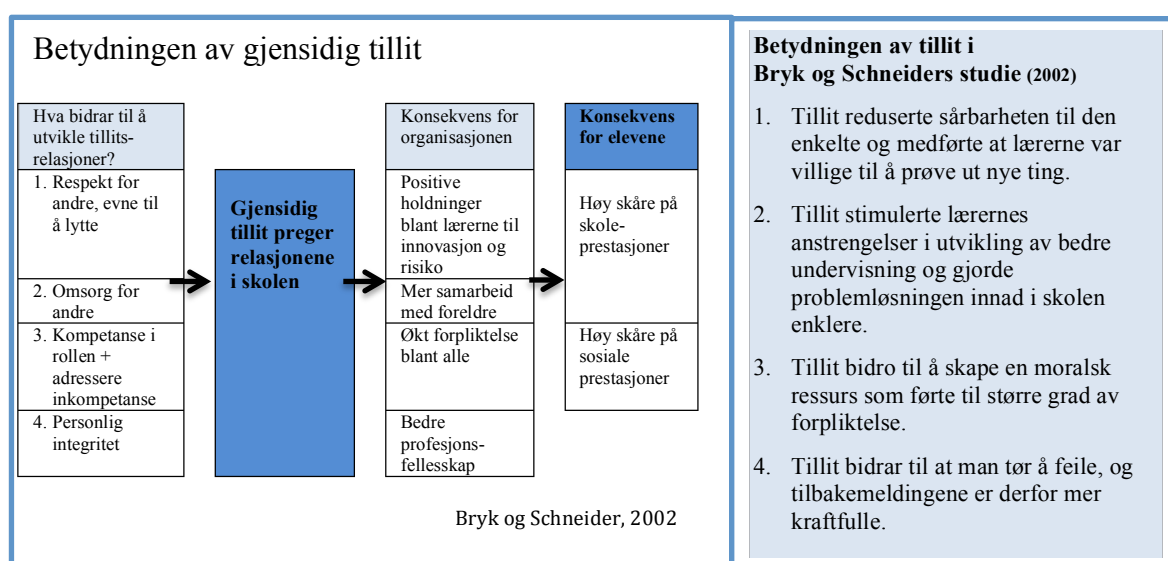 Betydningen av gjensidig tillit
Hva bidrar til å
utvikle tillits-
relasjoner?
1. Respekt for
andre, evne til
å lytte
2. Omsorg for
andre
3. Kompetanse i
rollen +
adressere
inkompetanse
4. Personlig
integritet
Gjensidig
tillit preger
relasjonene
i skolen
Konsekvens for
organisasjonen
Positive
holdninger
blant lærerne til
innovasjon og
risiko
Mer samarbeid
med foreldre
Økt forpliktelse
blant alle
Bedre
profesjons-
fellesskap
Konsekvens
for elevene
Høy skåre på
skole-
prestasjoner
Høy skåre på
sosiale
prestasjoner
Bryk og Schneider, 2002
Betydningen av tillit i
Bryk og Schneiders studie (2002)
1. Tillit reduserte sårbarheten til den
enkelte og medførte at lærerne var
villige til å prøve ut nye ting.
2. Tillit stimulerte lærernes
anstrengelser i utvikling av bedre
undervisning og gjorde
problemløsningen innad i skolen
enklere.
3. Tillit bidro til å skape en moralsk
ressurs som førte til større grad av
forpliktelse.
4. Tillit bidrar til at man tør å feile, og
tilbakemeldingene er derfor mer
kraftfulle.